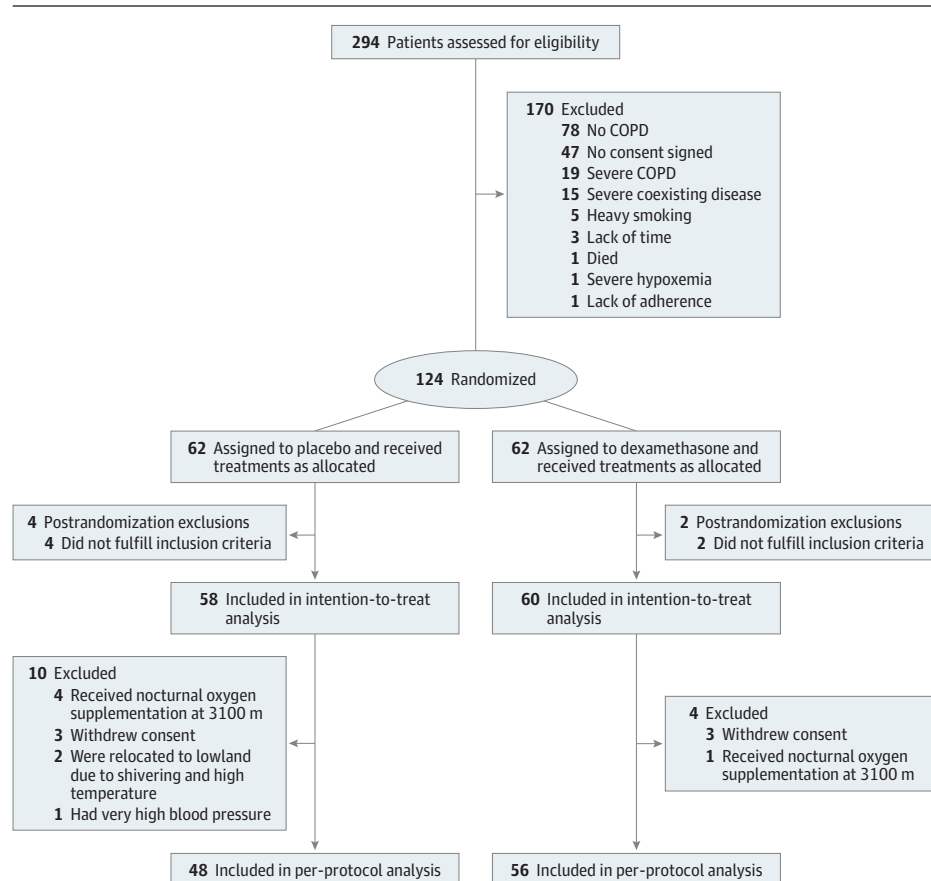 294 Patients assessed for eligibility
170 Excluded
78 No COPD
47 No consent signed
19 Severe COPD
15 Severe coexisting disease
5 Heavy smoking
3 Lack of time
1 Died
1 Severe hypoxemia
1 Lack of adherence
124 Randomized
62 Assigned to placebo and received
treatments as allocated
62 Assigned to dexamethasone and
received treatments as allocated
4 Postrandomization exclusions
4 Did not fulfill inclusion criteria
2 Postrandomization exclusions
2 Did not fulfill inclusion criteria
58 Included in intention-to-treat
analysis
60 Included in intention-to-treat
analysis
10 Excluded
4 Received nocturnal oxygen
supplementation at 3100 m
3 Withdrew consent
2 Were relocated to lowland
due to shivering and high
temperature
1 Had very high blood pressure
4 Excluded
3 Withdrew consent
1 Received nocturnal oxygen
supplementation at 3100 m
48 Included in per-protocol analysis
56 Included in per-protocol analysis